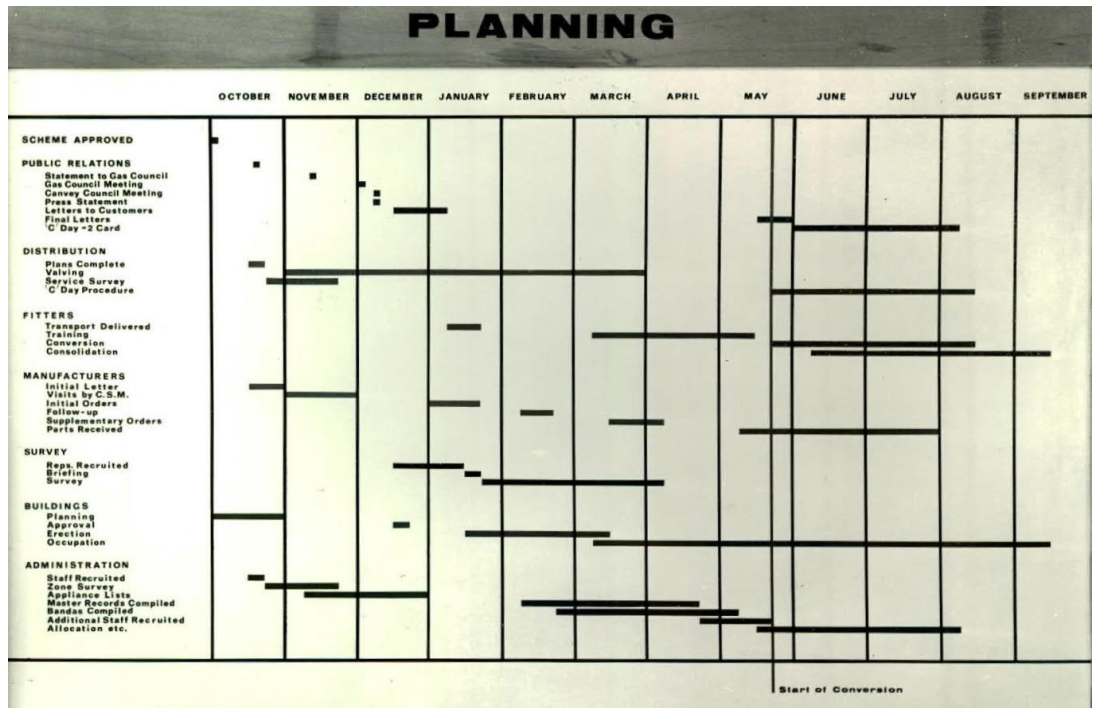 PLANNING
OCTOBER NOVEMBER DECEMBER JANUARY FEBRUARY MARCH APRIL MAY JUNE JULY AUGUST SEPTEMBER
SCHEME APPROVED
PUBLIC RELATIONS
Statement to Gas Council
Gas Council Meeting
Canvey Council Meeting
Press Statement
Letters to Customers
Final Letters
'C' Day -2 Card
DISTRIBUTION
Plans Complete
Valving
Service Survey
'C' Day Procedure
FITTERS
Transport Delivered
Training
Conversion
Consolidation
MANUFACTURERS
Initial Letter
Visits by C.S.M.
Initial Orders
Follow-up
Supplementary Orders
Parts Received
SURVEY
Reps. Recruited
Briefing
Survey
BUILDINGS
Planning
Approval
Erection
Occupation
ADMINISTRATION
Staff Recruited
Zone Survey
Appliance Lists
Master Records Compiled
Bandas Compiled
Additional Staff Recruited
Allocation etc.
Start of Conversion